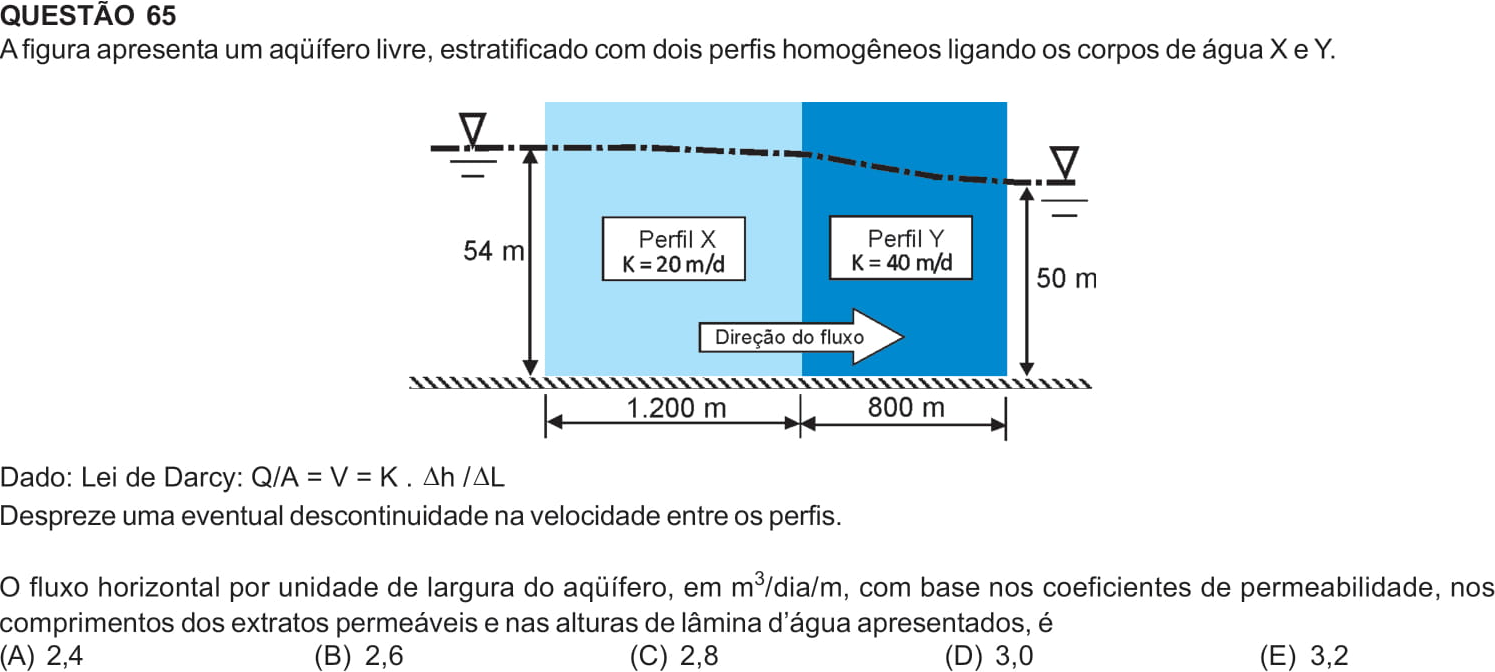 QUESTÃO 65
A figura apresenta um aqüífero livre, estratificado com dois perfis homogêneos ligando os corpos de água X e Y.
54 m
Perfil X
K = 20 m/d
Perfil Y
K = 40 m/d
50 m
Direção do fluxo
1.200 m
800 m
Dado: Lei de Darcy: Q/A = V = K . Δh /ΔL
Despreze uma eventual descontinuidade na velocidade entre os perfis.
O fluxo horizontal por unidade de largura do aqüífero, em m³/dia/m, com base nos coeficientes de permeabilidade, nos
comprimentos dos extratos permeáveis e nas alturas de lâmina d'água apresentados, é
(A) 2,4 (B) 2,6 (C) 2,8 (D) 3,0 (E) 3,2